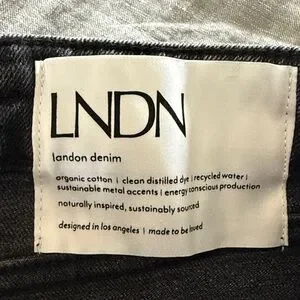 LNDN
landon denim
organic cotton | clean distilled dye | recycled water |
sustainable metal accents | energy conscious production
naturally inspired, sustainably sourced
designed in los angeles | made to be loved